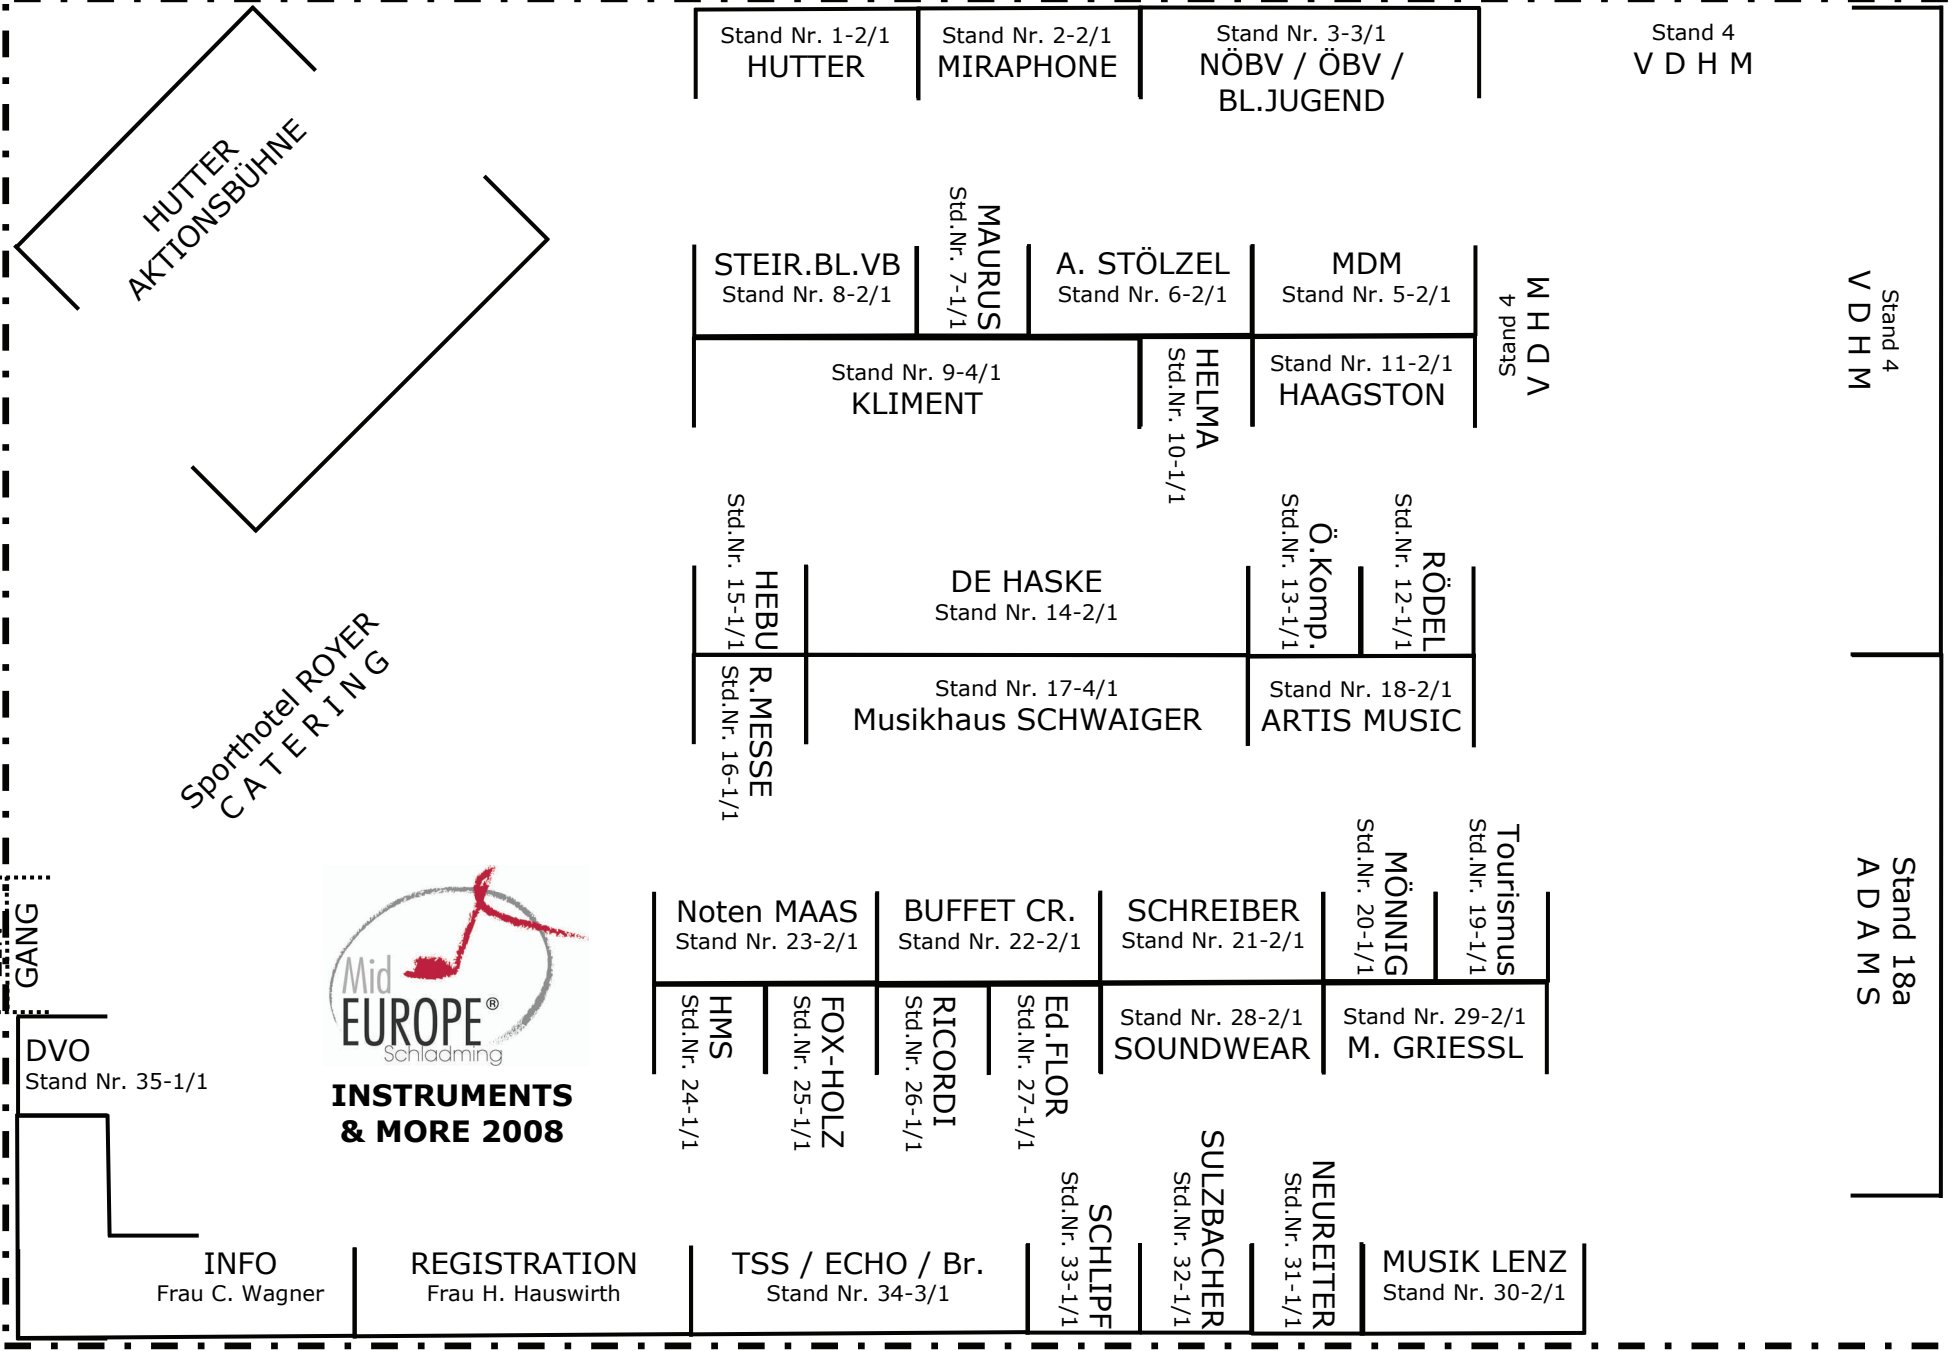 Stand Nr. 1-2/1
HUTTER
Stand Nr. 2-2/1
MIRAPHONE
Stand Nr. 3-3/1
NÖBV / ÖBV /
BL.JUGEND
Stand 4
V D H M
HUTTER
AKTIONSBÜHNE
STEIR.BL.VB
Stand Nr. 8-2/1
MAURUS
Std.Nr. 7-1/1
A. STÖLZEL
Stand Nr. 6-2/1
MDM
Stand Nr. 5-2/1
Stand 4
V D H M
Stand 4
V D H M
Stand Nr. 9-4/1
KLIMENT
HELMA
Std.Nr. 10-1/1
Stand Nr. 11-2/1
HAAGSTON
HEBU
Std.Nr. 15-1/1
DE HASKE
Stand Nr. 14-2/1
Ö.Komp.
Std.Nr. 13-1/1
RÖDEL
Std.Nr. 12-1/1
Sporthotel ROYER
C A T E R I N G
R.MESSE
Std.Nr. 16-1/1
Stand Nr. 17-4/1
Musikhaus SCHWAIGER
Stand Nr. 18-2/1
ARTIS MUSIC
GANG
Mid
EUROPE®
Schladming
INSTRUMENTS
& MORE 2008
Noten MAAS
Stand Nr. 23-2/1
BUFFET CR.
Stand Nr. 22-2/1
SCHREIBER
Stand Nr. 21-2/1
MÖNNIG
Std.Nr. 20-1/1
Tourismus
Std.Nr. 19-1/1
Stand 18a
A D A M S
HMS
Std.Nr. 24-1/1
FOX-HOLZ
Std.Nr. 25-1/1
RICORDI
Std.Nr. 26-1/1
Ed.FLOR
Std.Nr. 27-1/1
Stand Nr. 28-2/1
SOUNDWEAR
Stand Nr. 29-2/1
M. GRIESSL
DVO
Stand Nr. 35-1/1
INFO
Frau C. Wagner
REGISTRATION
Frau H. Hauswirth
TSS / ECHO / Br.
Stand Nr. 34-3/1
SCHLIPF
Std.Nr. 33-1/1
SULZBACHER
Std.Nr. 32-1/1
NEUREITER
Std.Nr. 31-1/1
MUSIK LENZ
Stand Nr. 30-2/1